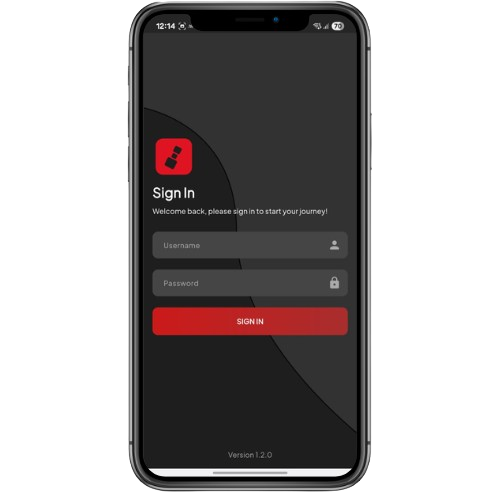 12:14
70
Sign In
Welcome back, please sign in to start your journey!
Username
Password
SIGN IN
Version 1.2.0